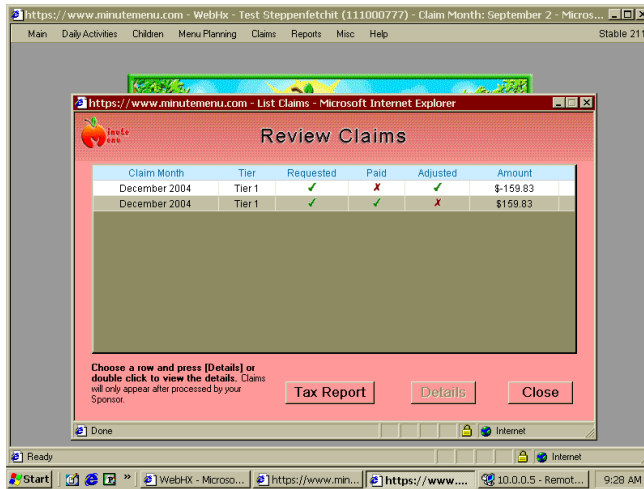 https://www.minutemenu.com - WebHx - Test Steppenfetchit (111000777) - Claim Month: September 2 - Micros...
Main Daily Activities Children Menu Planning Claims Reports Misc Help Stable 211
https://www.minutemenu.com - List Claims - Microsoft Internet Explorer
Minute Menu
Review Claims
Claim Month Tier Requested Paid Adjusted Amount
December 2004 Tier 1 ✓ ✗ ✓ $-159.83
December 2004 Tier 1 ✓ ✓ ✗ $159.83
Choose a row and press [Details] or
double click to view the details. Claims
will only appear after processed by your
Sponsor.
Tax Report Details Close
Done Internet
Ready Internet
Start » WebHX - Microso... https://www.min... https://www.... 10.0.0.5 - Remot... 9:28 AM